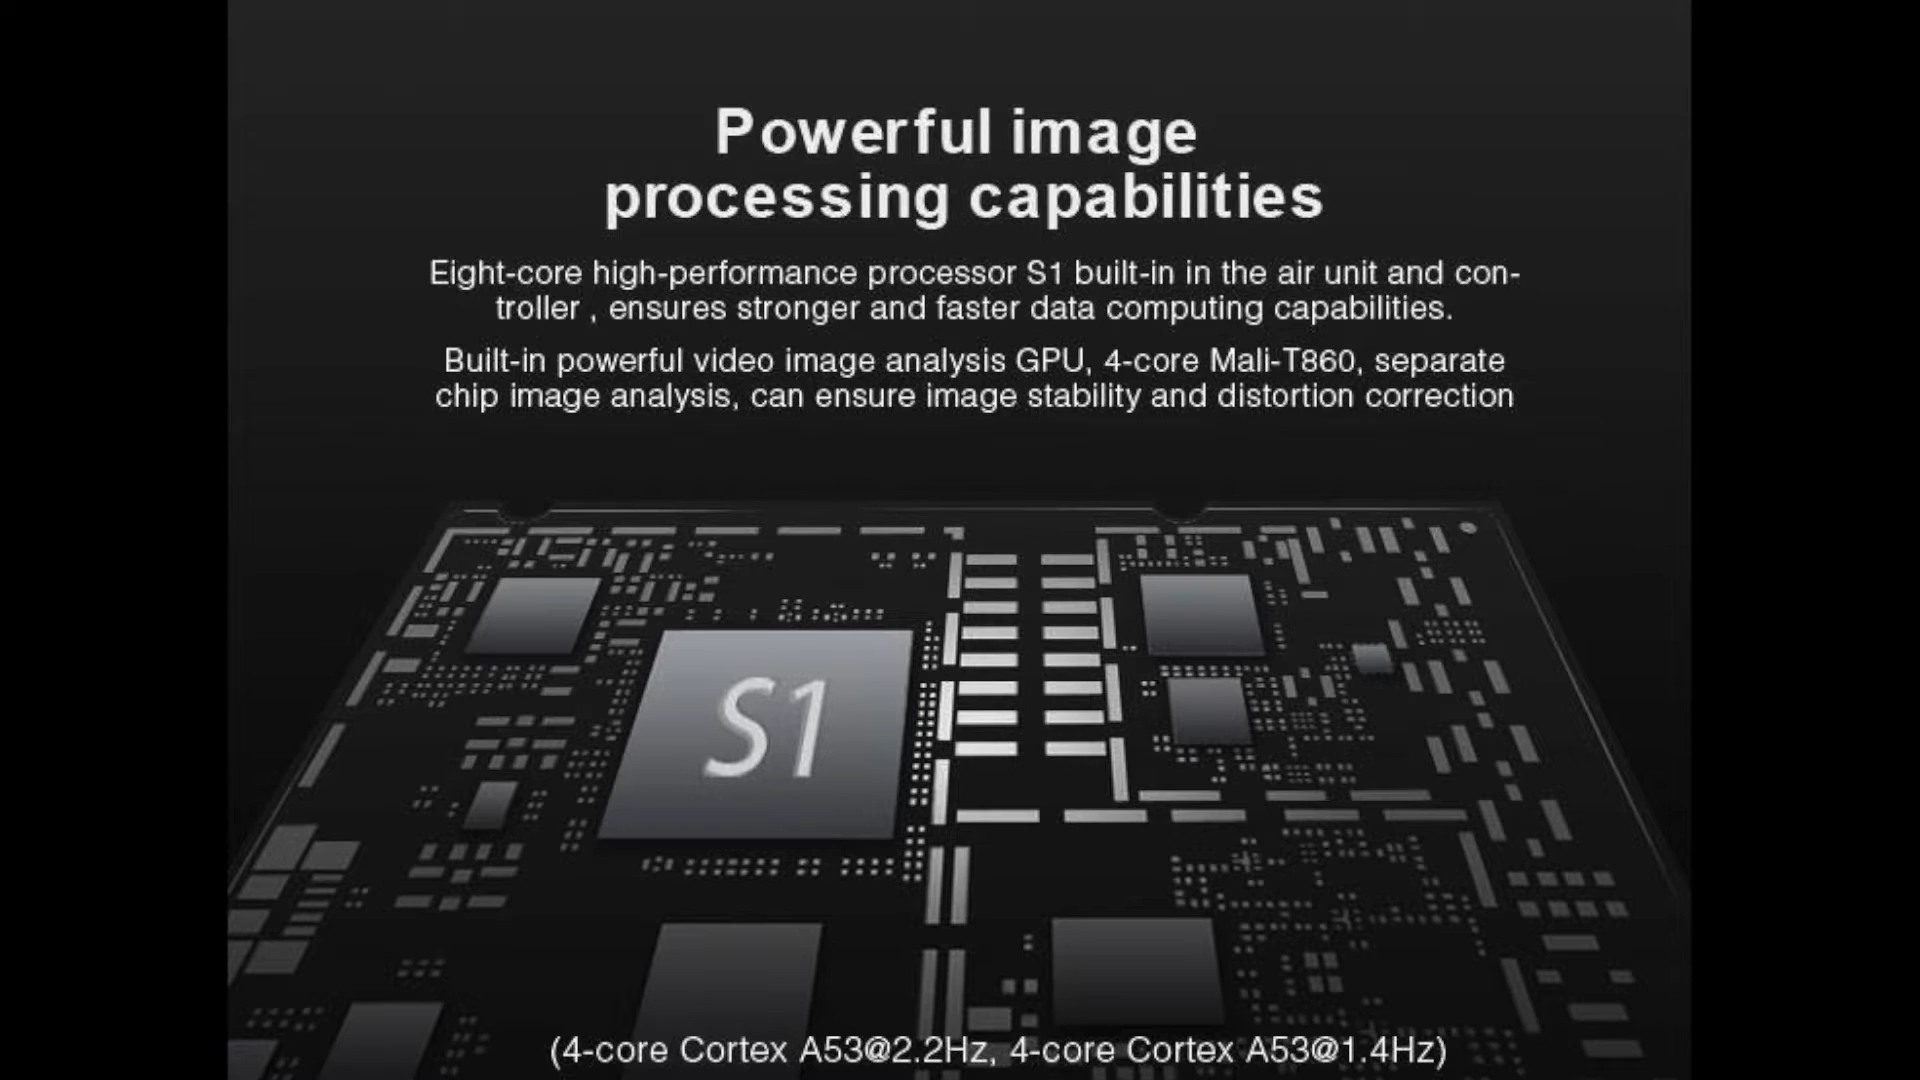 Powerful image
processing capabilities
Eight-core high-performance processor S1 built-in in the air unit and con-
troller , ensures stronger and faster data computing capabilities.
Built-in powerful video image analysis GPU, 4-core Mali-T860, separate
chip image analysis, can ensure image stability and distortion correction
S1
(4-core Cortex A53@2.2Hz, 4-core Cortex A53@1.4Hz)